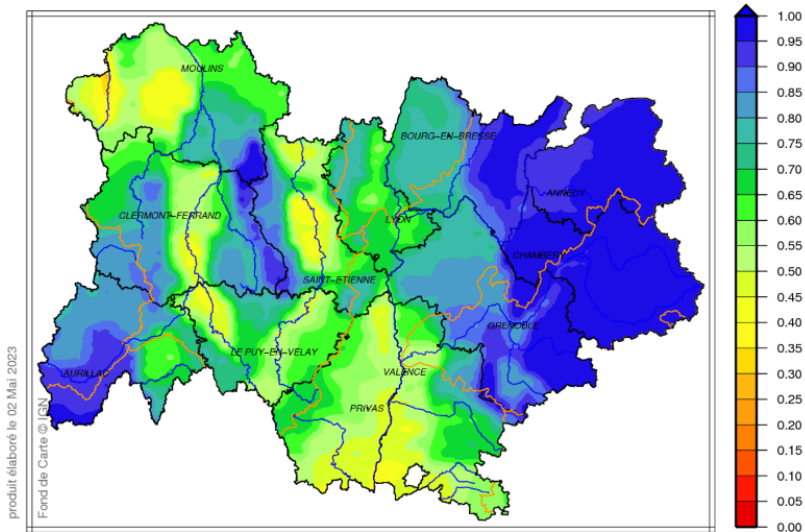 MOULINS
BOURG-EN-BRESSE
ANNECY
CLERMONT-FERRAND
LYON
CHAMBERY
SAINT-ETIENNE
GRENOBLE
LE PUY-EN-VELAY
AURILLAC
VALENCE
PRIVAS
produit élaboré le 02 Mai 2023
Fond de Carte © IGN
1.00
0.95
0.90
0.85
0.80
0.75
0.70
0.65
0.60
0.55
0.50
0.45
0.40
0.35
0.30
0.25
0.20
0.15
0.10
0.05
0.00